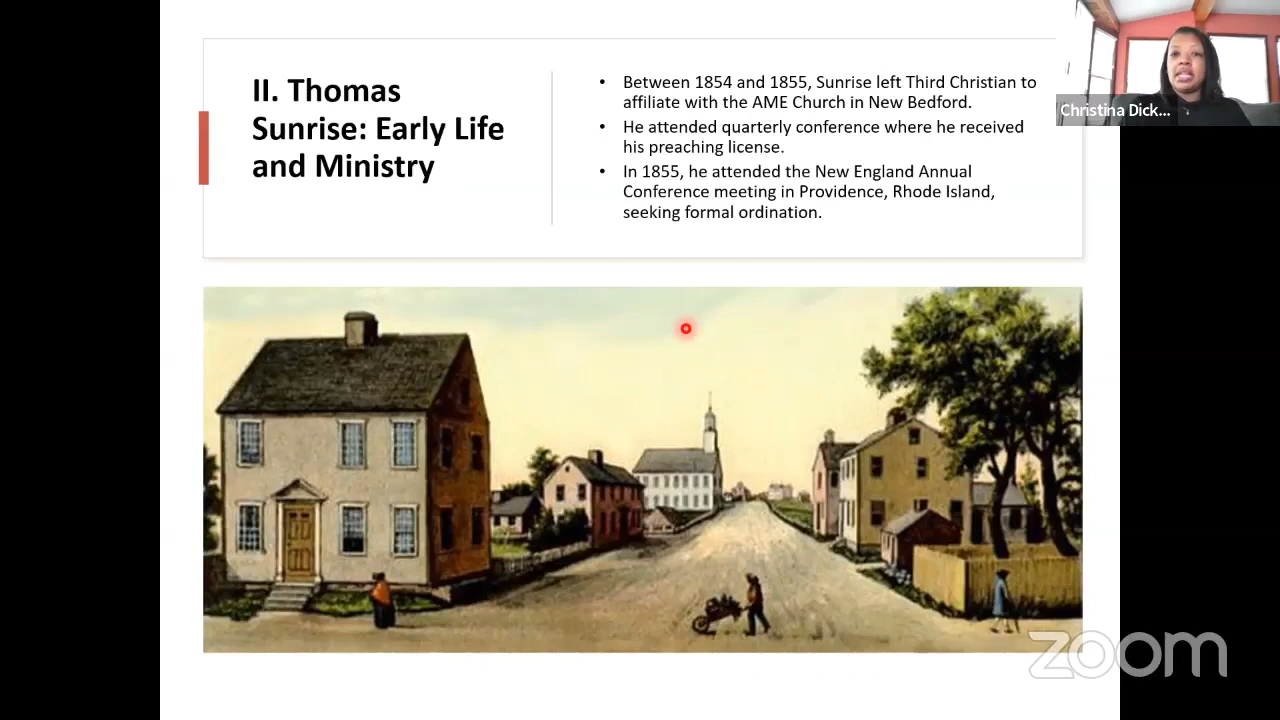 II. Thomas
Sunrise: Early Life
and Ministry
• Between 1854 and 1855, Sunrise left Third Christian to
affiliate with the AME Church in New Bedford.
• He attended quarterly conference where he received
his preaching license.
• In 1855, he attended the New England Annual
Conference meeting in Providence, Rhode Island,
seeking formal ordination.
Christina Dick...
zoom